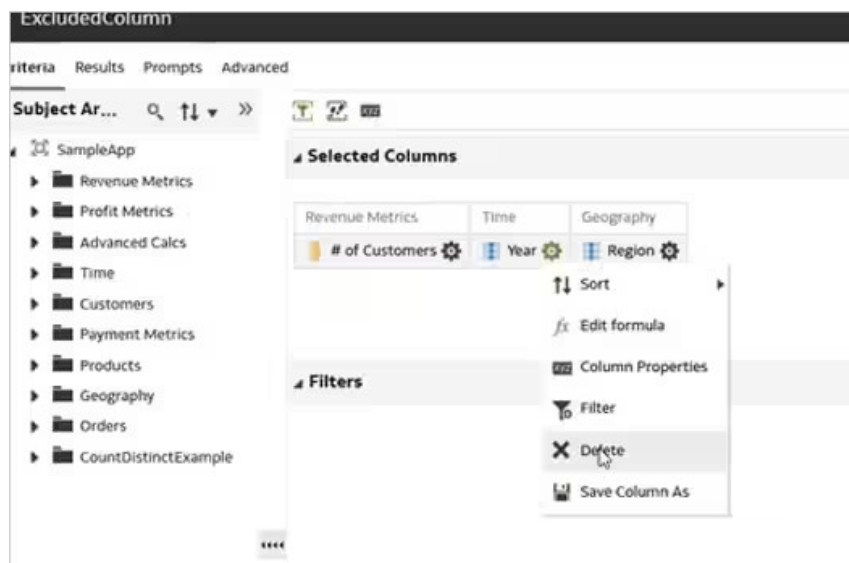 ExcludedColumn
riteria Results Prompts Advanced
Subject Ar...
SampleApp
Revenue Metrics
Profit Metrics
Advanced Calcs
Time
Customers
Payment Metrics
Products
Geography
Orders
CountDistinctExample
Selected Columns
Revenue Metrics Time Geography
# of Customers Year Region
Sort
fx Edit formula
XYZ Column Properties
Filter
Delete
Save Column As
Filters